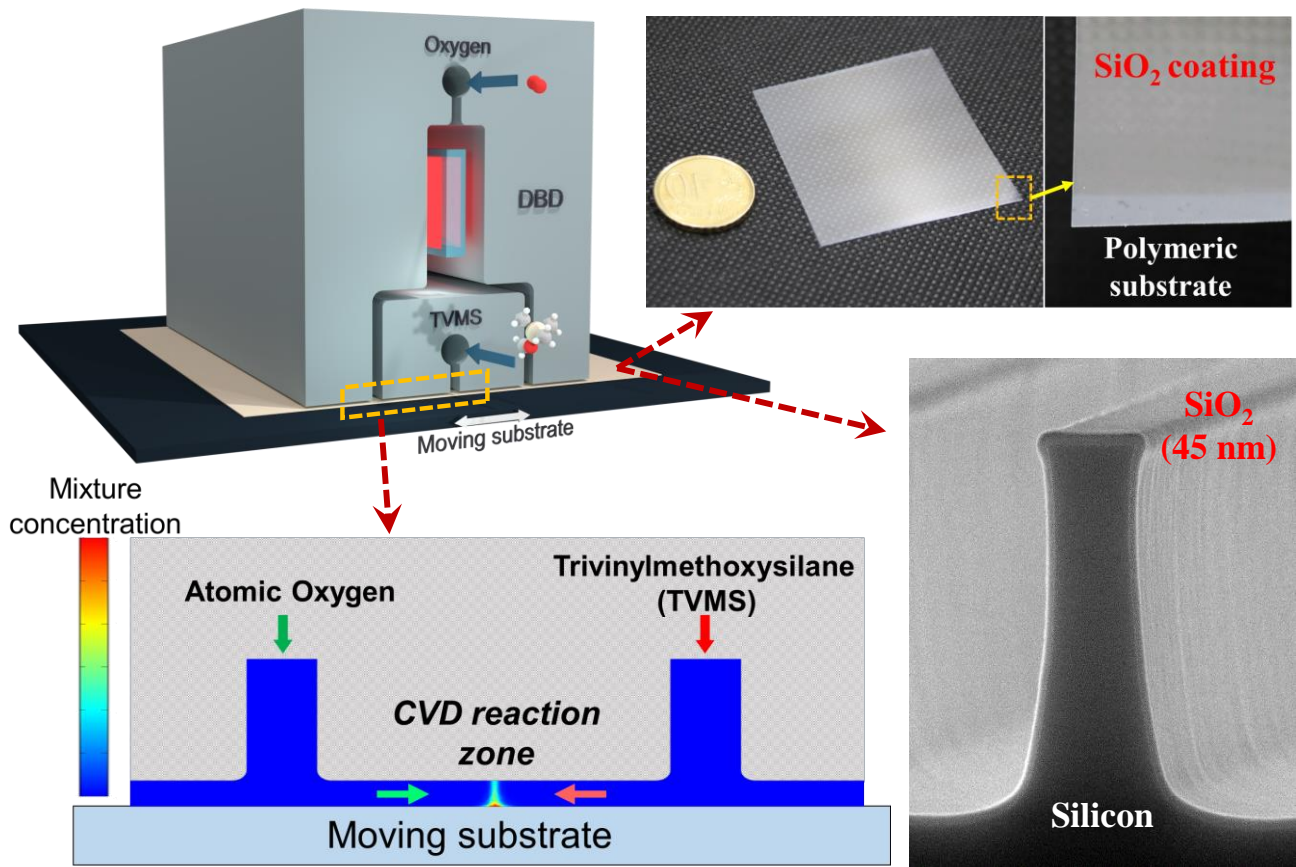 Oxygen
DBD
TVMS
Moving substrate
SiO₂ coating
Polymeric
substrate
SiO₂
(45 nm)
Silicon
Mixture
concentration
Atomic Oxygen
Trivinylmethoxysilane
(TVMS)
CVD reaction
zone
Moving substrate